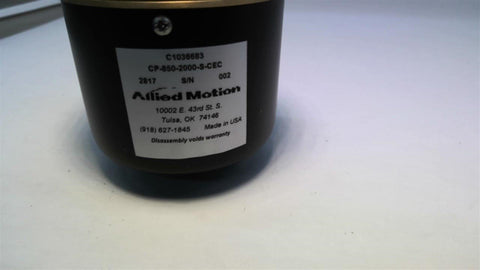 C1036683
CP-850-2000-S-CEC
2817 S/N 002
Allied Motion
10002 E. 43rd St. S.
Tulsa, OK 74146
(918) 627-1845 Made in USA
Disassembly voids warranty